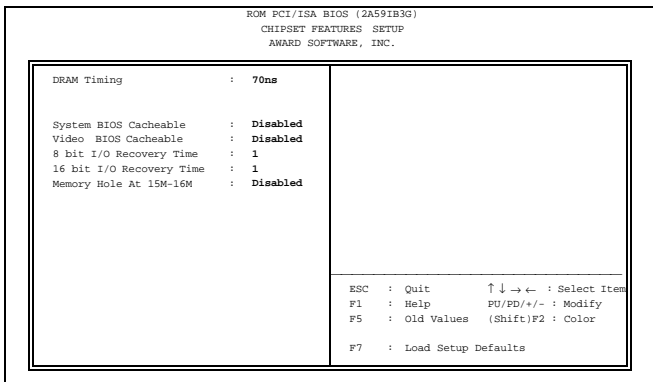 ROM PCI/ISA BIOS (2A59IB3G)
CHIPSET FEATURES SETUP
AWARD SOFTWARE, INC.
DRAM Timing : 70ns
System BIOS Cacheable : Disabled
Video BIOS Cacheable : Disabled
8 bit I/O Recovery Time : 1
16 bit I/O Recovery Time : 1
Memory Hole At 15M-16M : Disabled
ESC : Quit ↑ ↓ → ← : Select Item
F1 : Help PU/PD/+/- : Modify
F5 : Old Values (Shift)F2 : Color
F7 : Load Setup Defaults